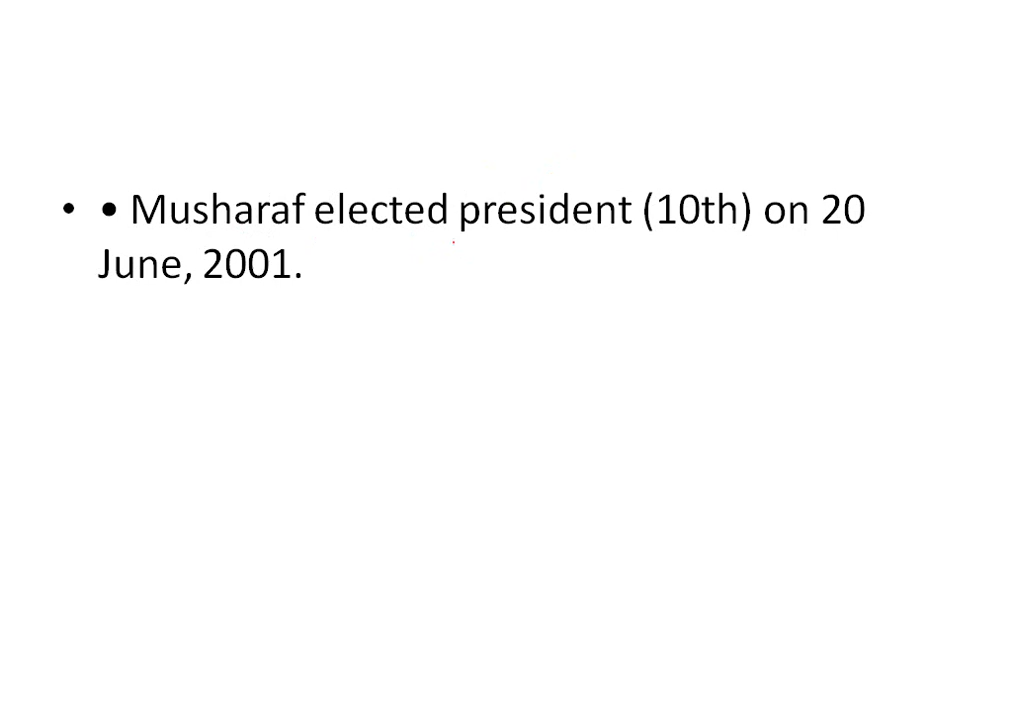 • • Musharaf elected president (10th) on 20
June, 2001.